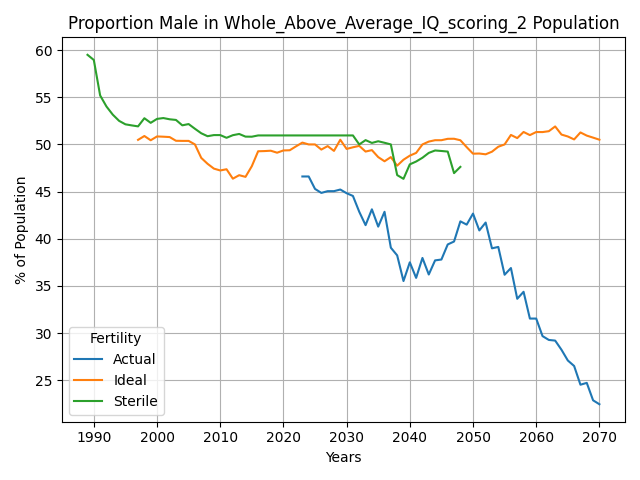 Proportion Male in Whole_Above_Average_IQ_scoring_2 Population
% of Population
60
55
50
45
40
35
30
25
Fertility
Actual
Ideal
Sterile
1990 2000 2010 2020 2030 2040 2050 2060 2070
Years